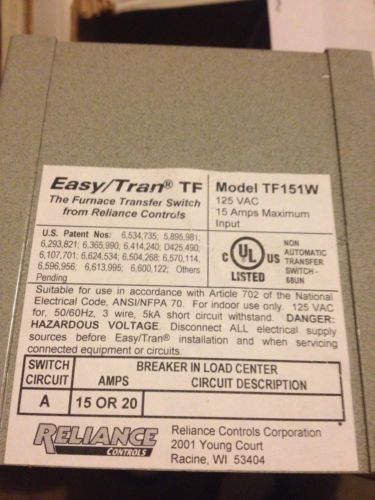 Easy/Tran® TF
The Furnace Transfer Switch
from Reliance Controls
Model TF151W
125 VAC
15 Amps Maximum
Input
U.S. Patent Nos: 6,534,735; 5,895,981;
6,293,821; 6,365,990; 6,414,240; D425,490;
6,107,701; 6,624,534; 6,504,268; 6,570,114;
6,596,956; 6,613,995; 6,600,122; Others
Pending
C UL US
LISTED
NON
AUTOMATIC
TRANSFER
SWITCH -
68UN
Suitable for use in accordance with Article 702 of the National
Electrical Code, ANSI/NFPA 70. For indoor use only. 125 VAC
for, 50/60Hz, 3 wire, 5kA short circuit withstand. DANGER:
HAZARDOUS VOLTAGE. Disconnect ALL electrical supply
sources before Easy/Tran® installation and when servicing
connected equipment or circuits.
SWITCH CIRCUIT
BREAKER IN LOAD CENTER
AMPS CIRCUIT DESCRIPTION
A 15 OR 20
RELIANCE
CONTROLS
Reliance Controls Corporation
2001 Young Court
Racine, WI 53404